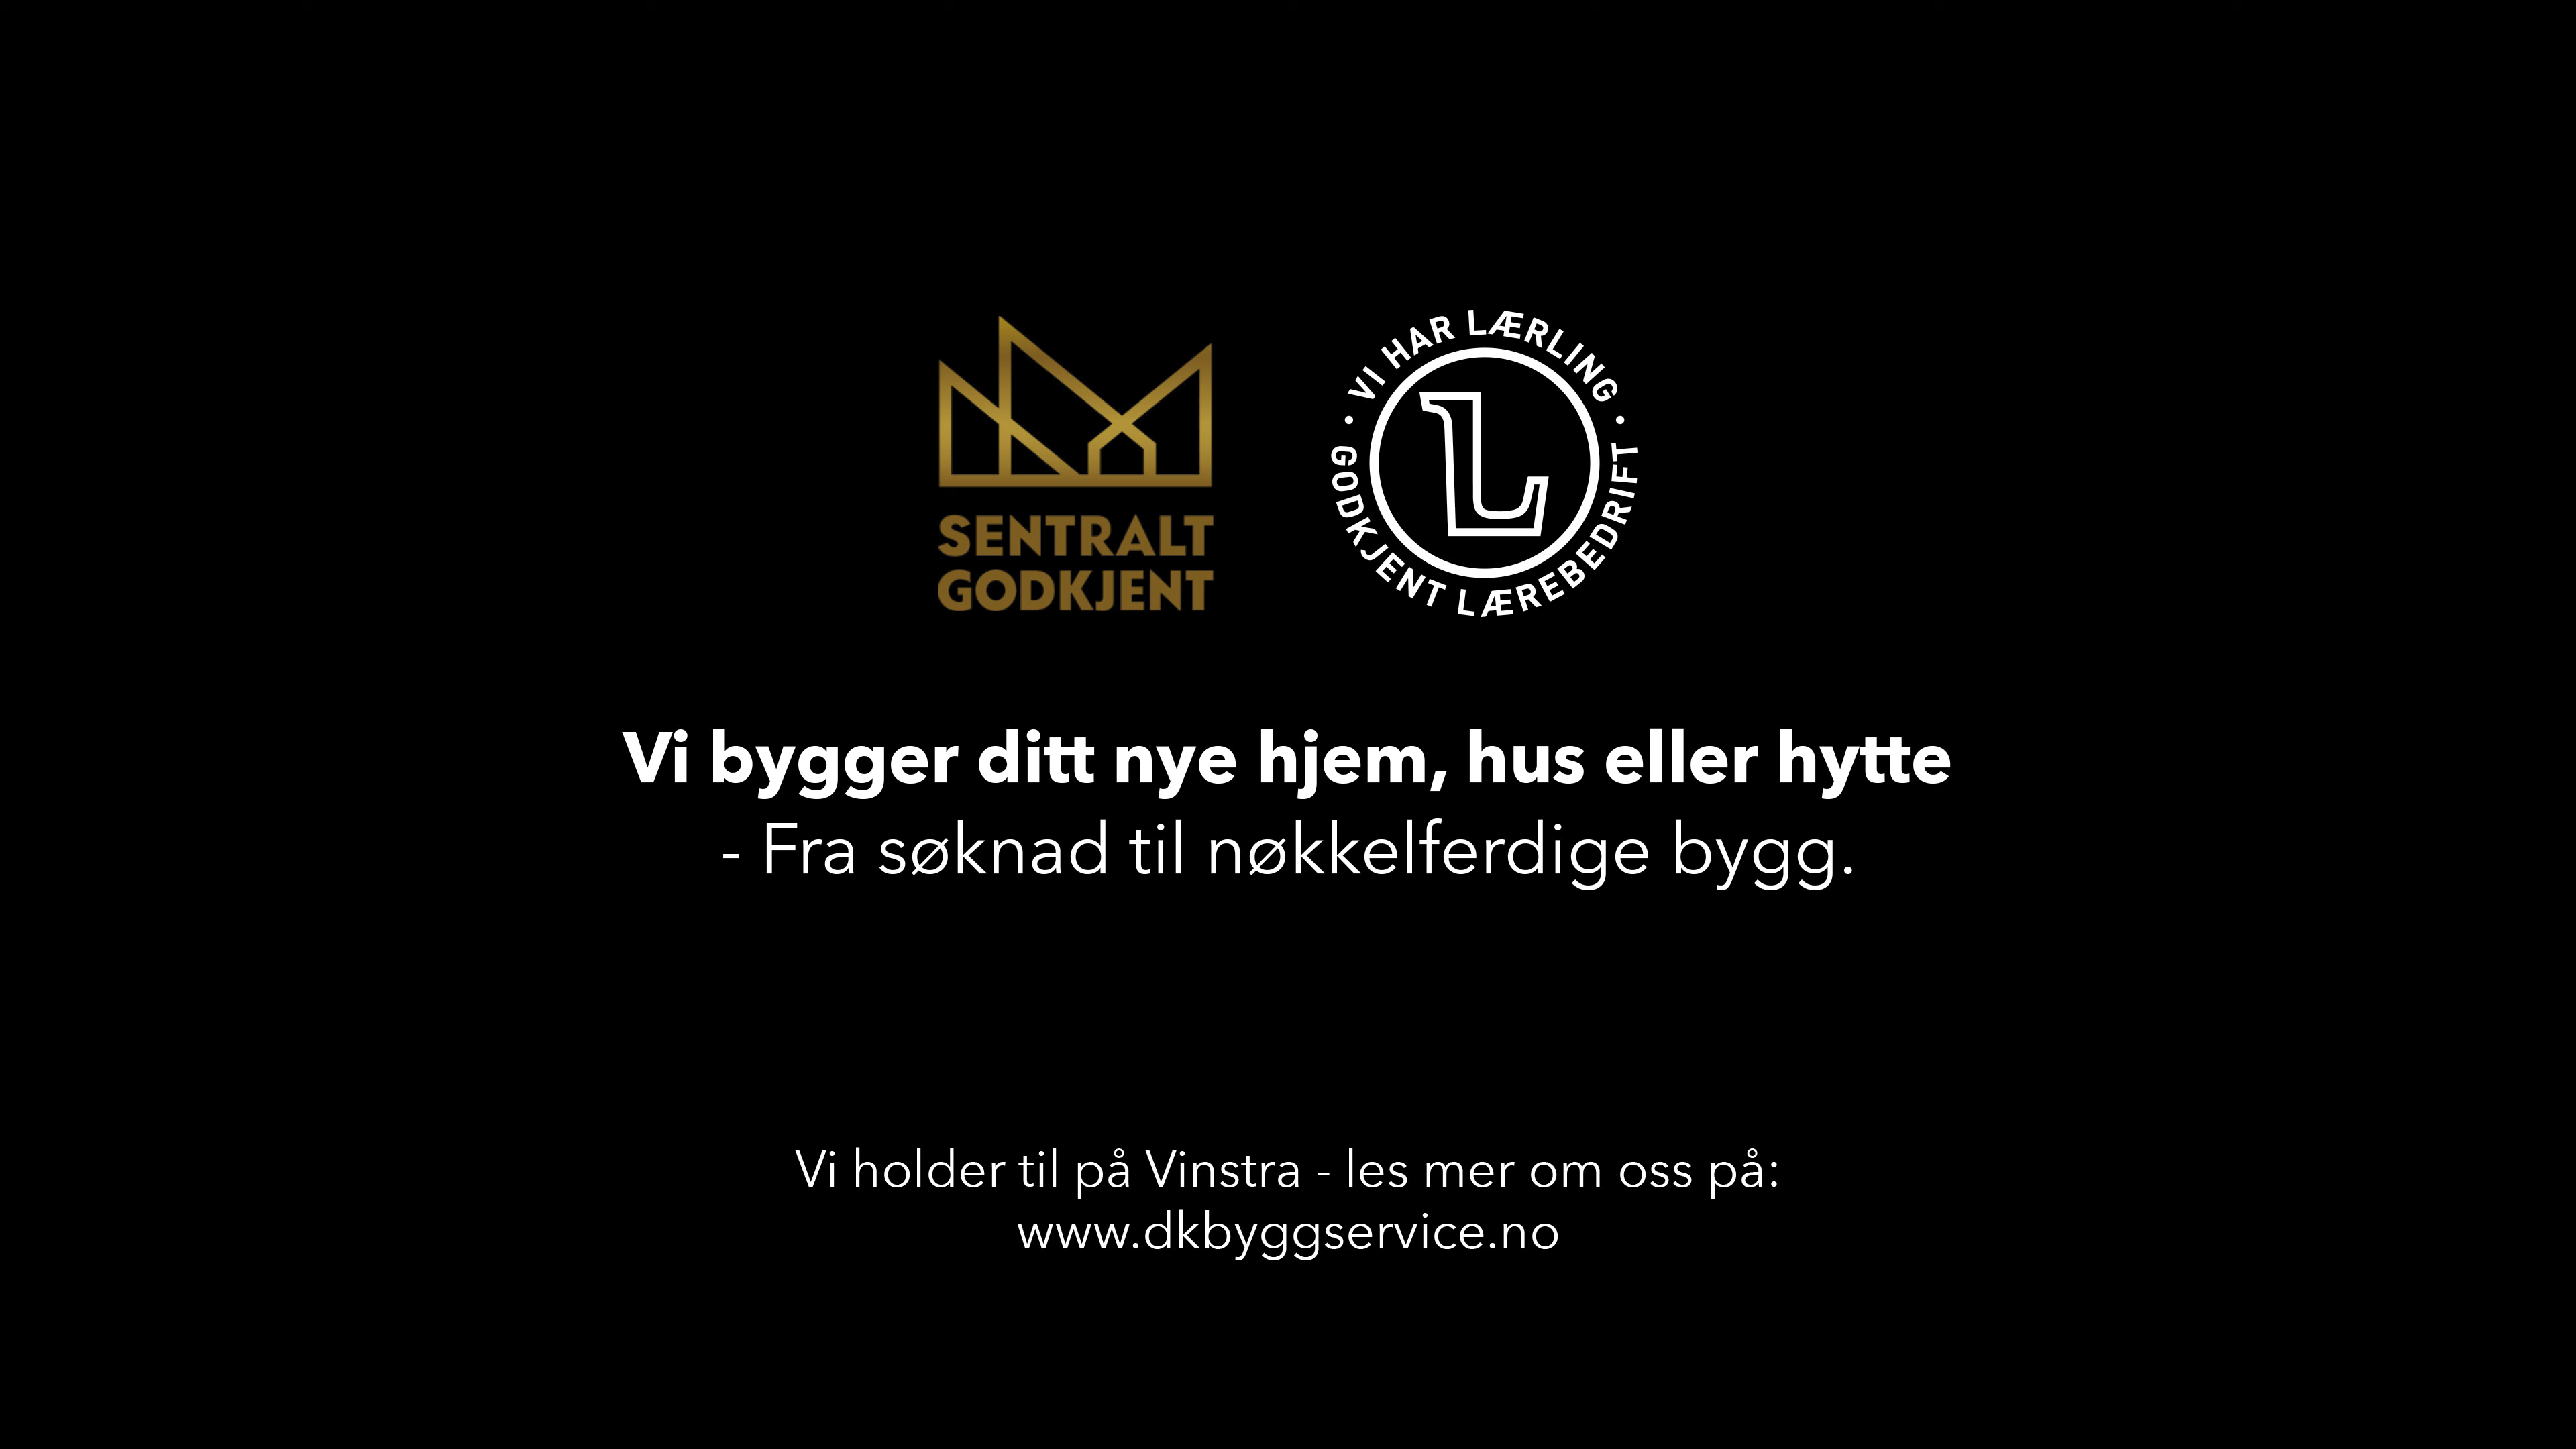 SENTRALT
GODKJENT
• VI HAR LÆRLING •
GODKJENT LÆREBEDRIFT
L
Vi bygger ditt nye hjem, hus eller hytte
- Fra søknad til nøkkelferdige bygg.
Vi holder til på Vinstra - les mer om oss på:
www.dkbyggservice.no